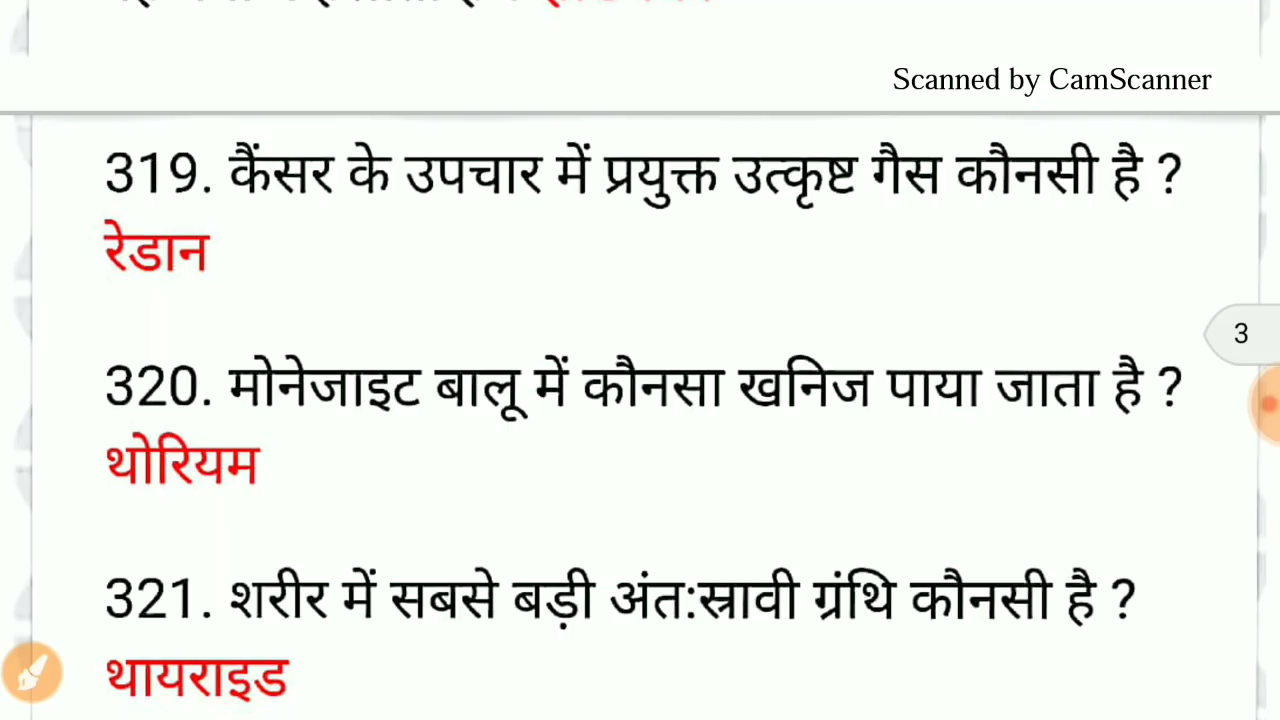 Scanned by CamScanner
319. कैंसर के उपचार में प्रयुक्त उत्कृष्ट गैस कौनसी है ?
रेडान
3
320. मोनेजाइट बालू में कौनसा खनिज पाया जाता है ?
थोरियम
321. शरीर में सबसे बड़ी अंत:स्रावी ग्रंथि कौनसी है ?
थायराइड